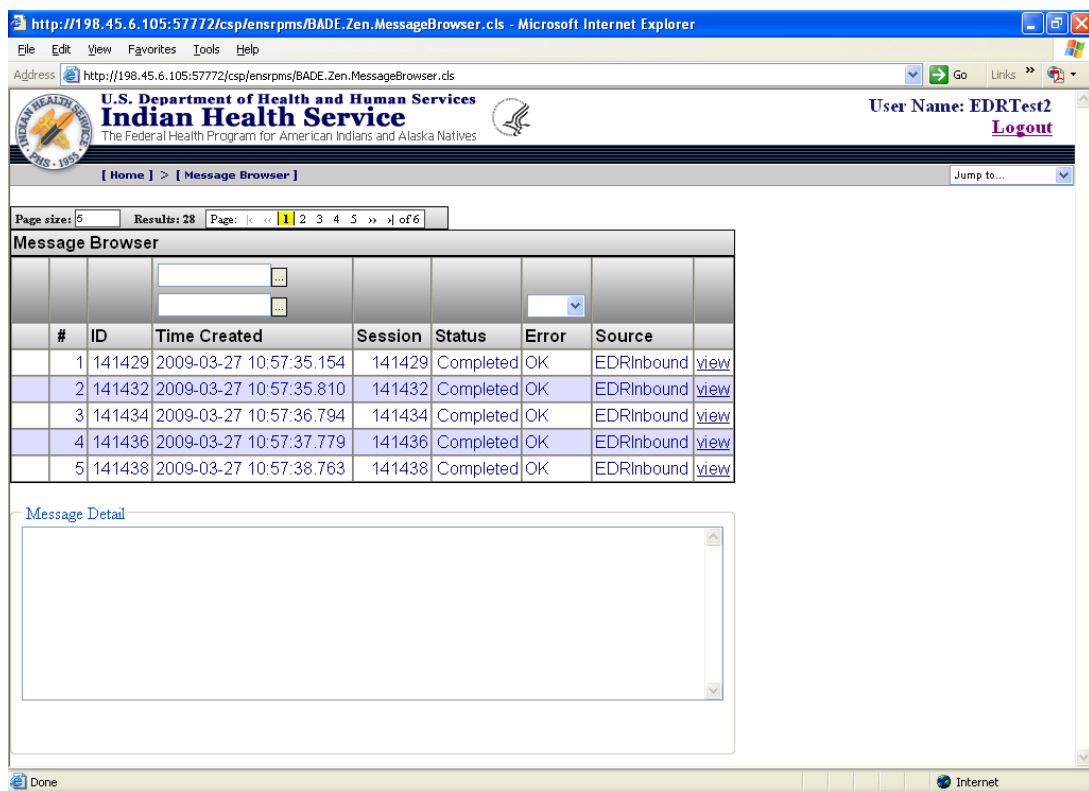 http://198.45.6.105:57772/csp/ensrpms/BADE.Zen.MessageBrowser.cls - Microsoft Internet Explorer
File Edit View Favorites Tools Help
Address http://198.45.6.105:57772/csp/ensrpms/BADE.Zen.MessageBrowser.cls Go Links »
INDIAN HEALTH SERVICE
PHS - 1955
U.S. Department of Health and Human Services
Indian Health Service
The Federal Health Program for American Indians and Alaska Natives
User Name: EDRTest2
Logout
[ Home ] > [ Message Browser ] Jump to...
Page size: 5 Results: 28 Page: |‹ ‹‹ 1 2 3 4 5 ›› ›| of 6
Message Browser
... 
...
# ID Time Created Session Status Error Source
1 141429 2009-03-27 10:57:35.154 141429 Completed OK EDRInbound view
2 141432 2009-03-27 10:57:35.810 141432 Completed OK EDRInbound view
3 141434 2009-03-27 10:57:36.794 141434 Completed OK EDRInbound view
4 141436 2009-03-27 10:57:37.779 141436 Completed OK EDRInbound view
5 141438 2009-03-27 10:57:38.763 141438 Completed OK EDRInbound view
Message Detail
Done Internet